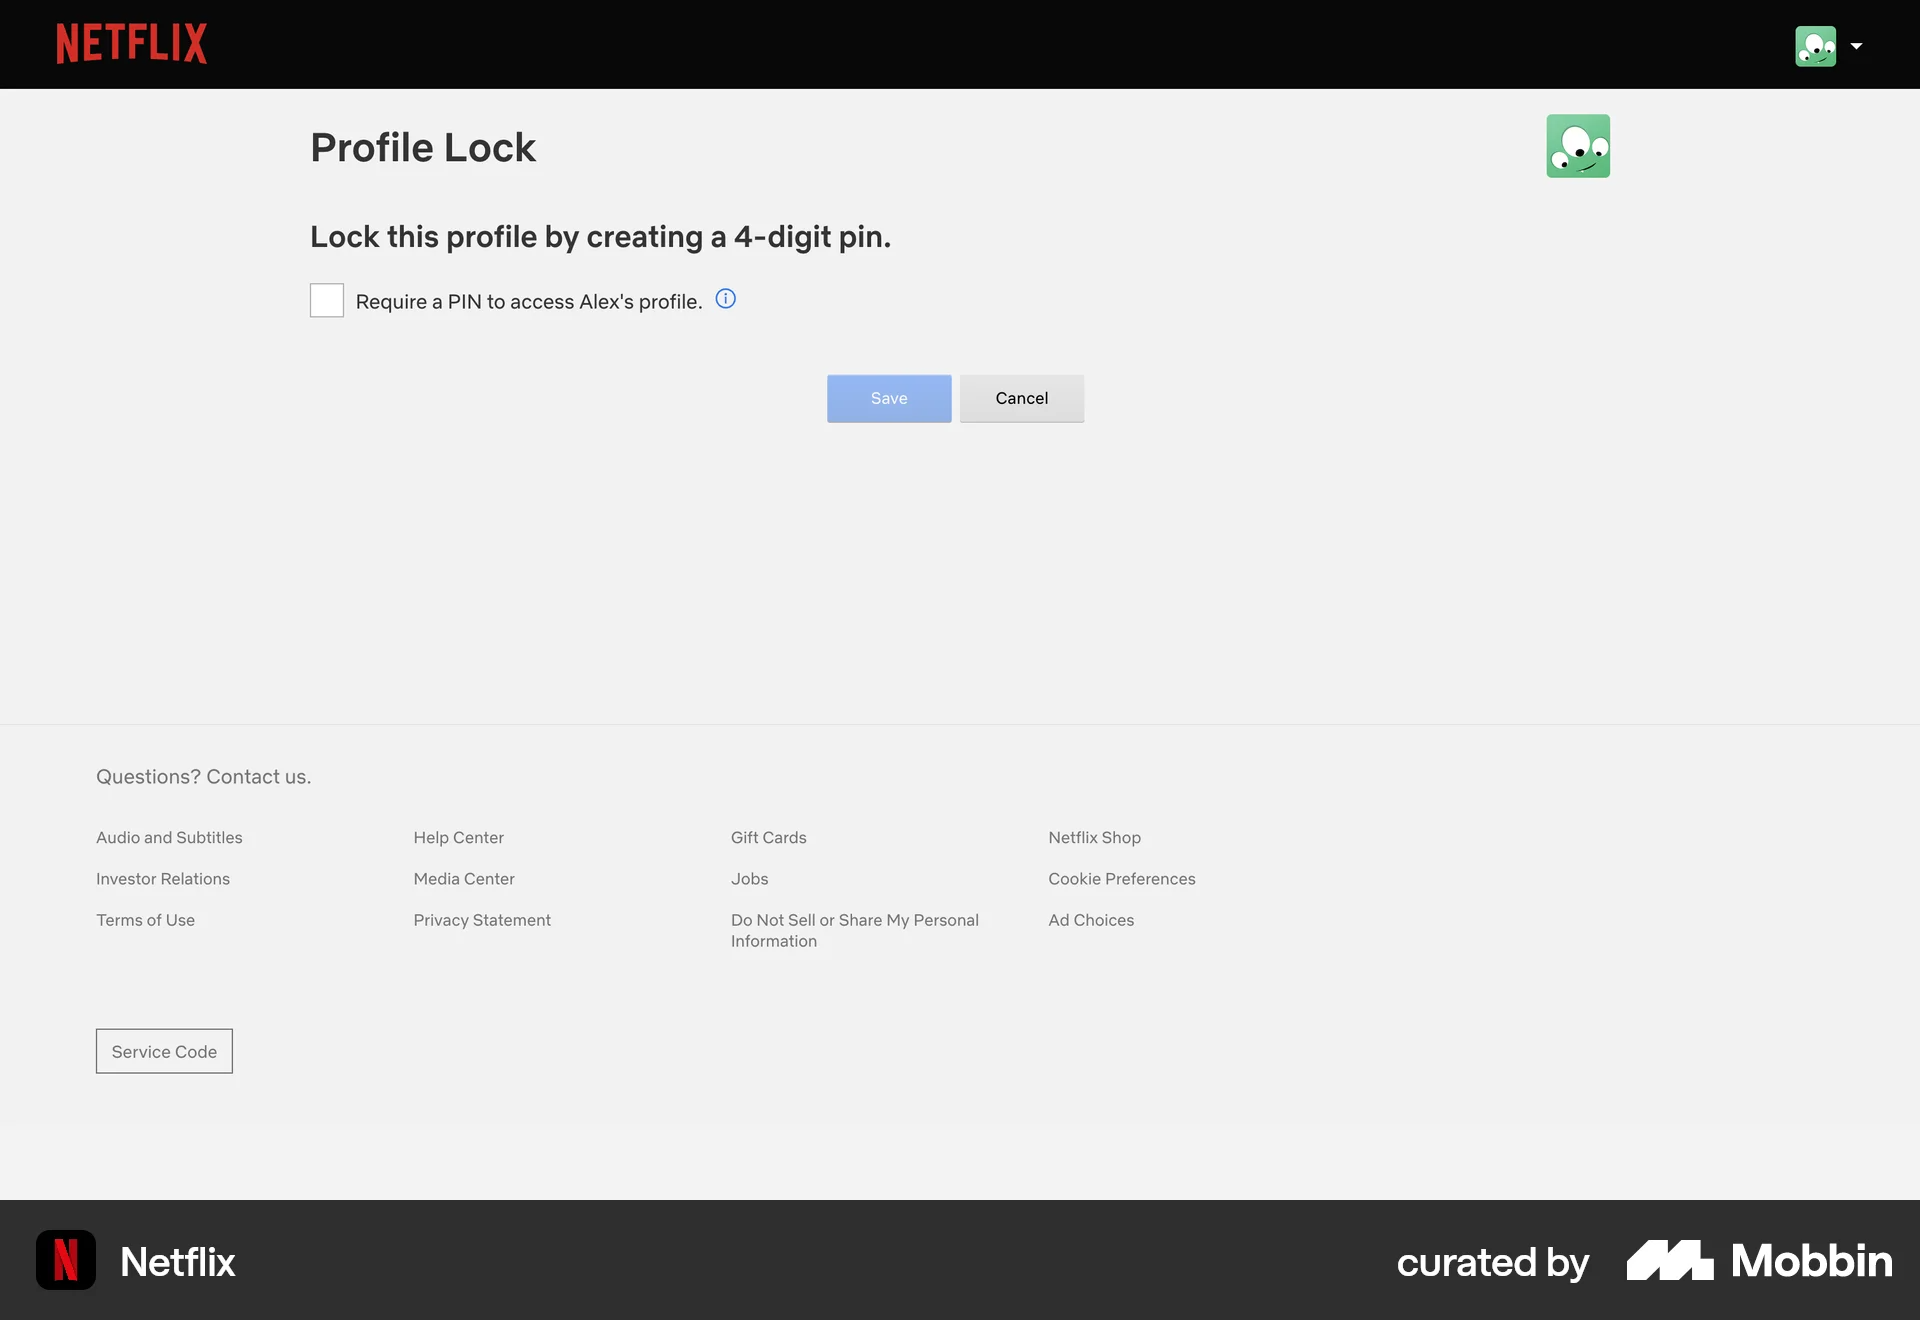 NETFLIX
Profile Lock
Lock this profile by creating a 4-digit pin.
Require a PIN to access Alex's profile.
Save
Cancel
Questions? Contact us.
Audio and Subtitles
Help Center
Gift Cards
Netflix Shop
Investor Relations
Media Center
Jobs
Cookie Preferences
Terms of Use
Privacy Statement
Do Not Sell or Share My Personal
Information
Ad Choices
Service Code
N
Netflix
curated by
Mobbin